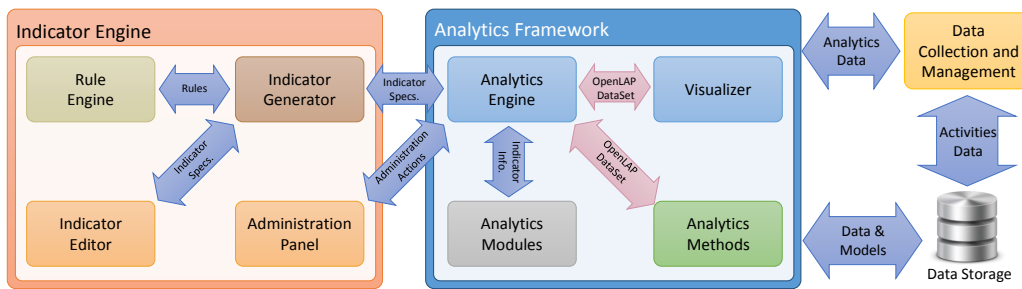 Indicator Engine
Rule
Engine
Rules
Indicator
Generator
Indicator
Specs.
Indicator
Editor
Administration
Panel
Indicator
Specs.
Administration
Actions
Analytics Framework
Analytics
Engine
OpenLAP
DataSet
Visualizer
Indicator
Info.
OpenLAP
DataSet
Analytics
Modules
Analytics
Methods
Analytics
Data
Data
Collection and
Management
Activities
Data
Data &
Models
Data Storage